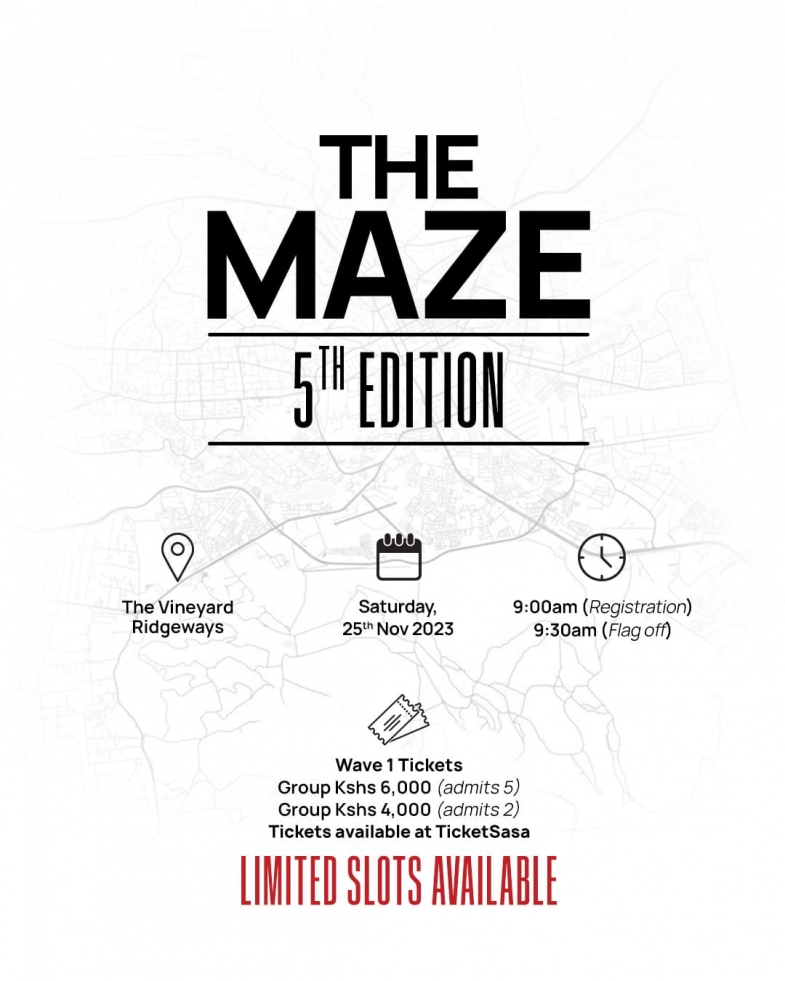 THE
MAZE
5TH EDITION
The Vineyard
Ridgeways
Saturday,
25th Nov 2023
9:00am (Registration)
9:30am (Flag off)
Wave 1 Tickets
Group Kshs 6,000 (admits 5)
Group Kshs 4,000 (admits 2)
Tickets available at TicketSasa
LIMITED SLOTS AVAILABLE